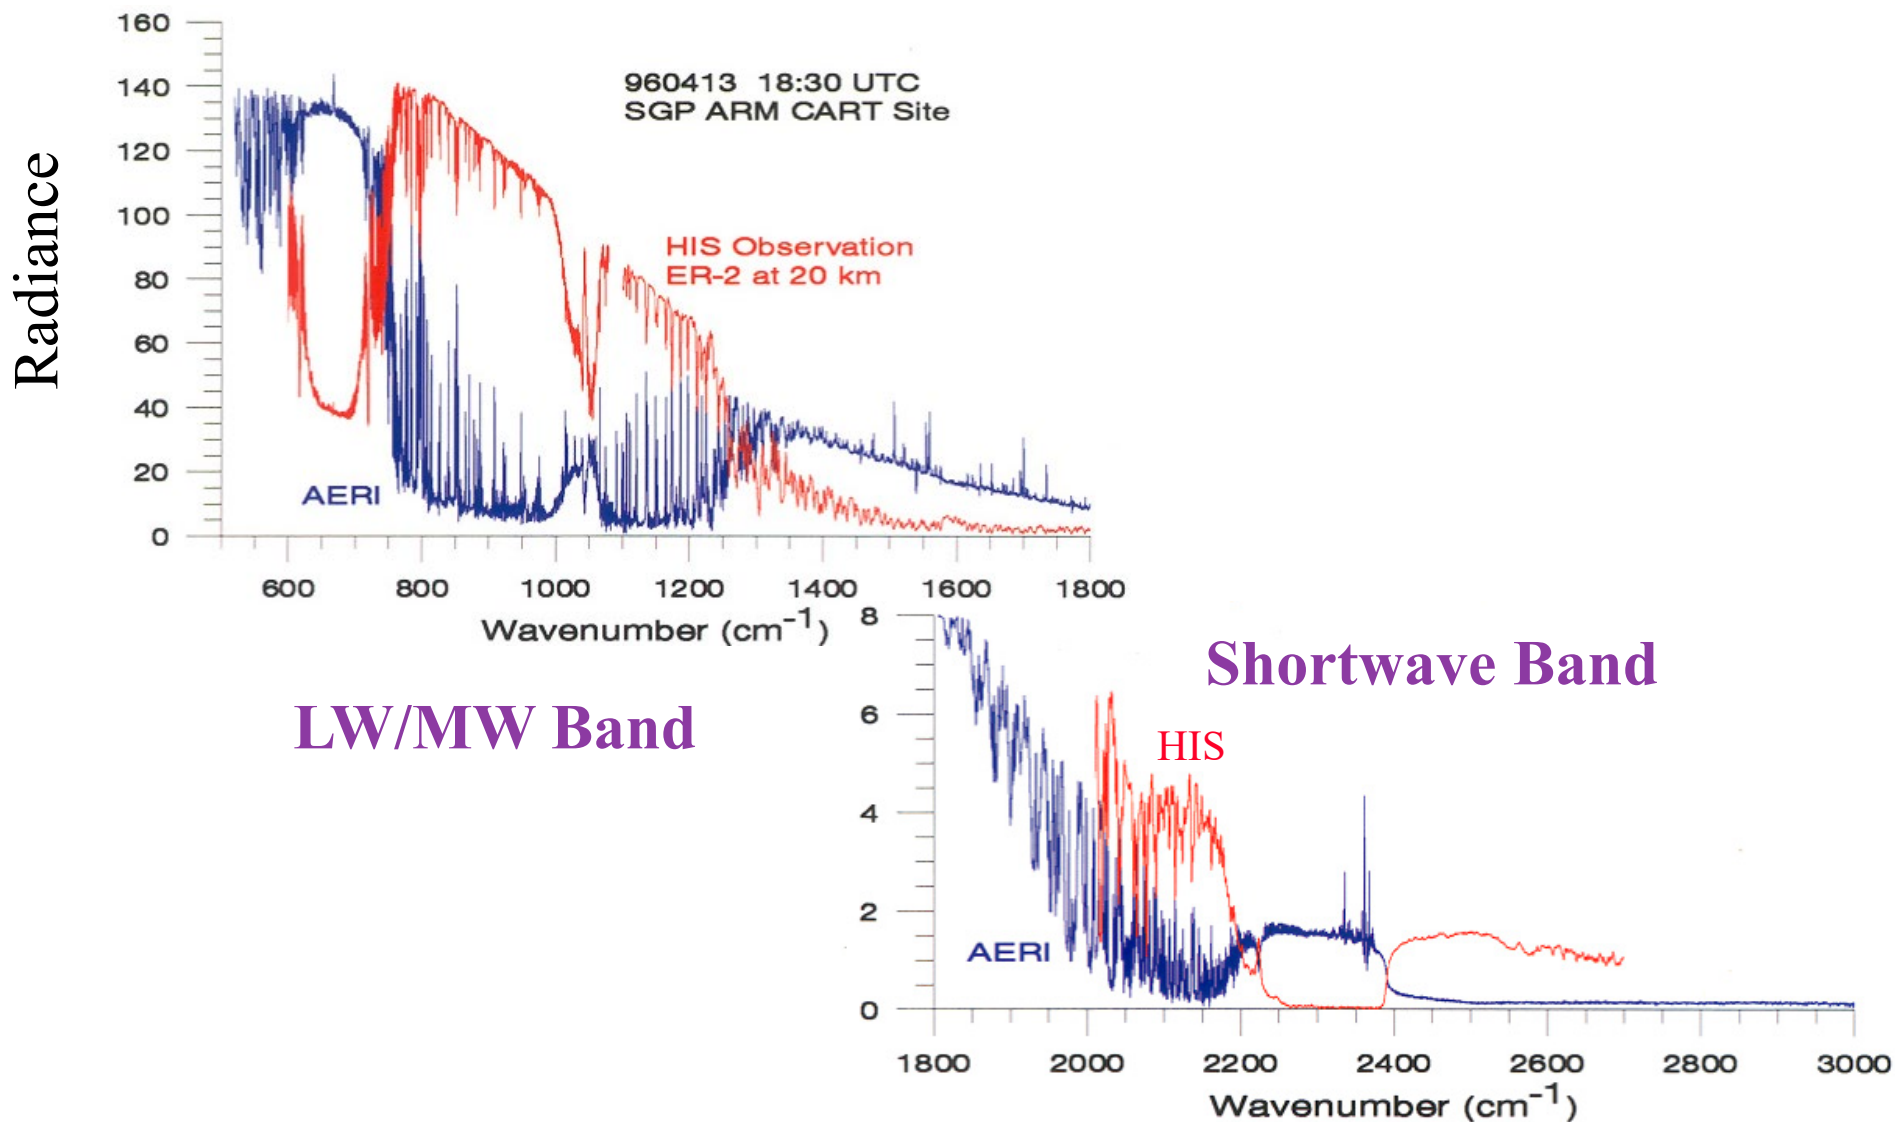 Radiance
160
140
120
100
80
60
40
20
0
960413 18:30 UTC
SGP ARM CART Site
HIS Observation
ER-2 at 20 km
AERI
600 800 1000 1200 1400 1600 1800
Wavenumber (cm⁻¹)
LW/MW Band
Shortwave Band
8
6
4
2
0
HIS
AERI
1800 2000 2200 2400 2600 2800 3000
Wavenumber (cm⁻¹)